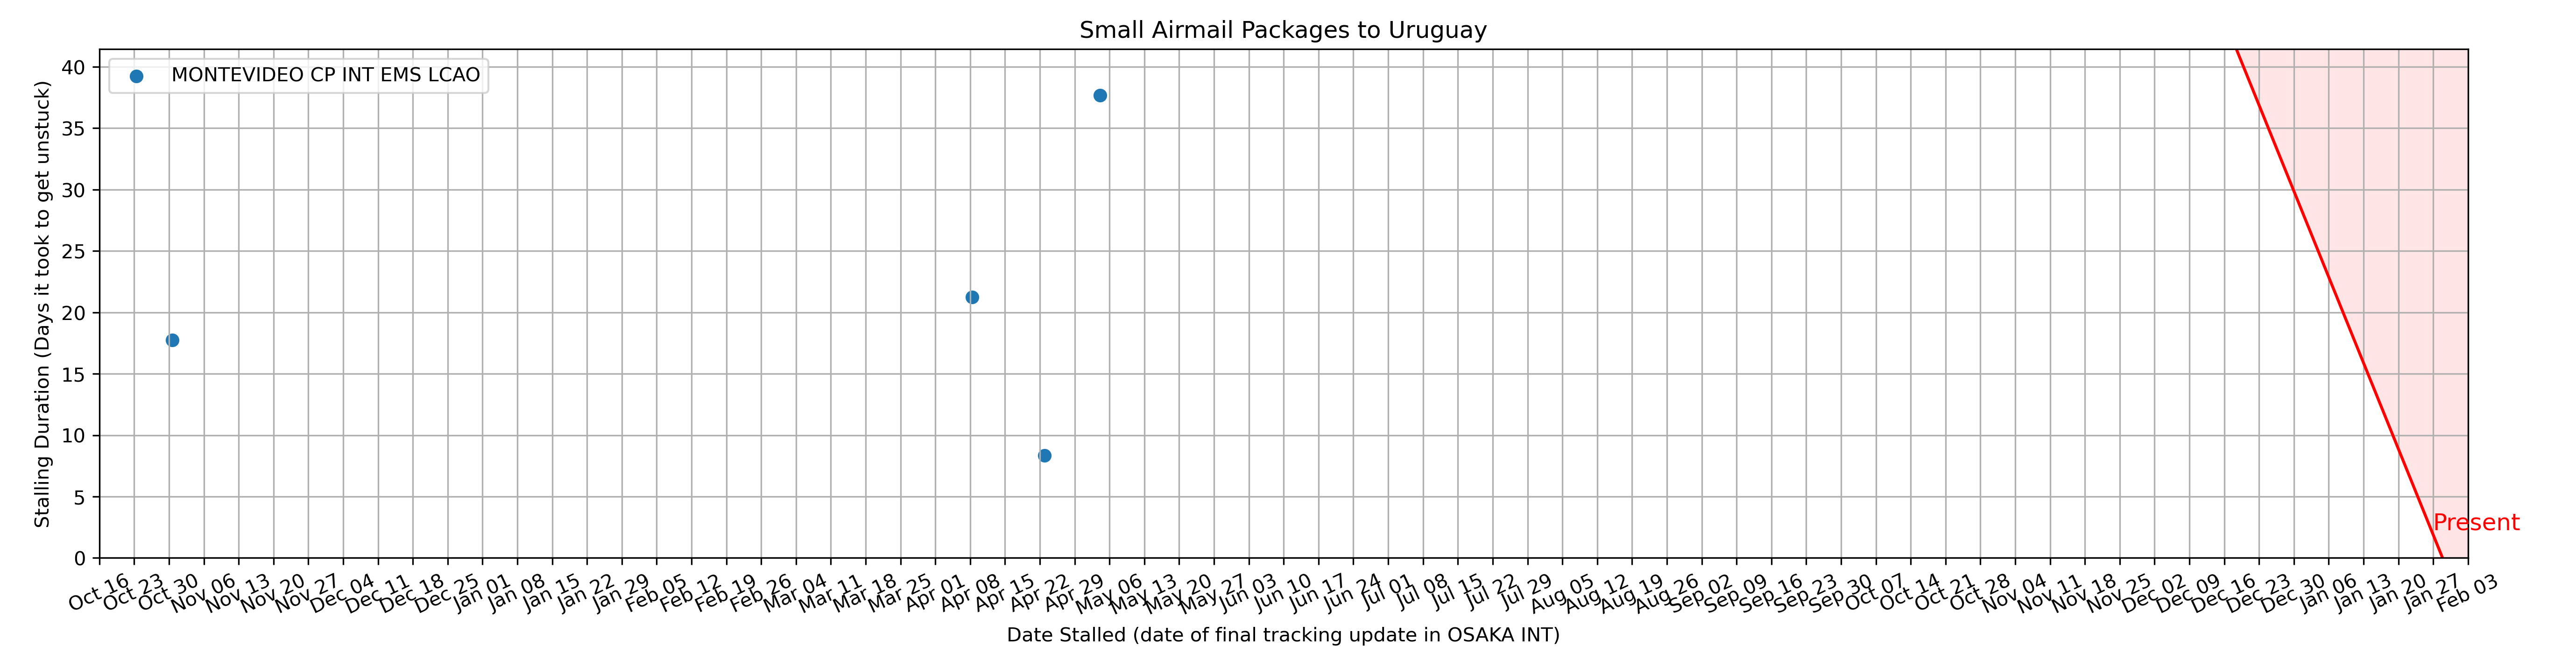 Small Airmail Packages to Uruguay
MONTEVIDEO CP INT EMS LCAO
Stalling Duration (Days it took to get unstuck)
40
35
30
25
20
15
10
5
0
Present
Oct 16 Oct 23 Oct 30 Nov 06 Nov 13 Nov 20 Nov 27 Dec 04 Dec 11 Dec 18 Dec 25 Jan 01 Jan 08 Jan 15 Jan 22 Jan 29 Feb 05 Feb 12 Feb 19 Feb 26 Mar 04 Mar 11 Mar 18 Mar 25 Apr 01 Apr 08 Apr 15 Apr 22 Apr 29 May 06 May 13 May 20 May 27 Jun 03 Jun 10 Jun 17 Jun 24 Jul 01 Jul 08 Jul 15 Jul 22 Jul 29 Aug 05 Aug 12 Aug 19 Aug 26 Sep 02 Sep 09 Sep 16 Sep 23 Sep 30 Oct 07 Oct 14 Oct 21 Oct 28 Nov 04 Nov 11 Nov 18 Nov 25 Dec 02 Dec 09 Dec 16 Dec 23 Dec 30 Jan 06 Jan 13 Jan 20 Jan 27 Feb 03
Date Stalled (date of final tracking update in OSAKA INT)